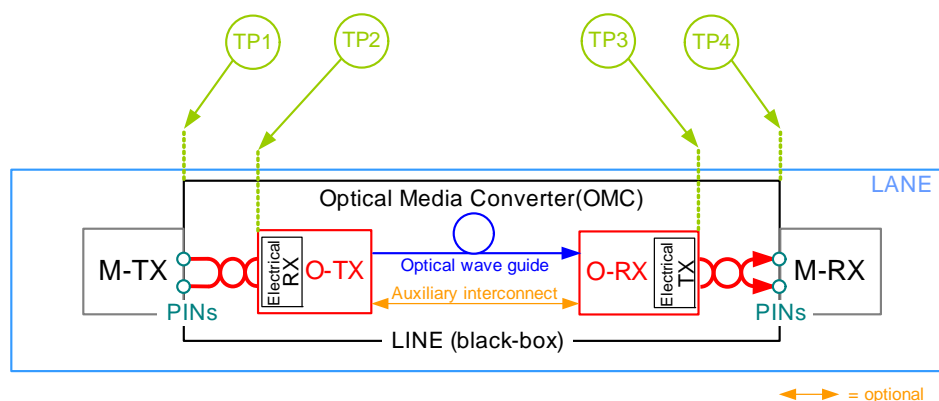 TP1
TP2
TP3
TP4
LANE
Optical Media Converter(OMC)
M-TX
Electrical
RX
O-TX
Optical wave guide
O-RX
Electrical
TX
M-RX
Auxiliary interconnect
PINs
PINs
LINE (black-box)
= optional